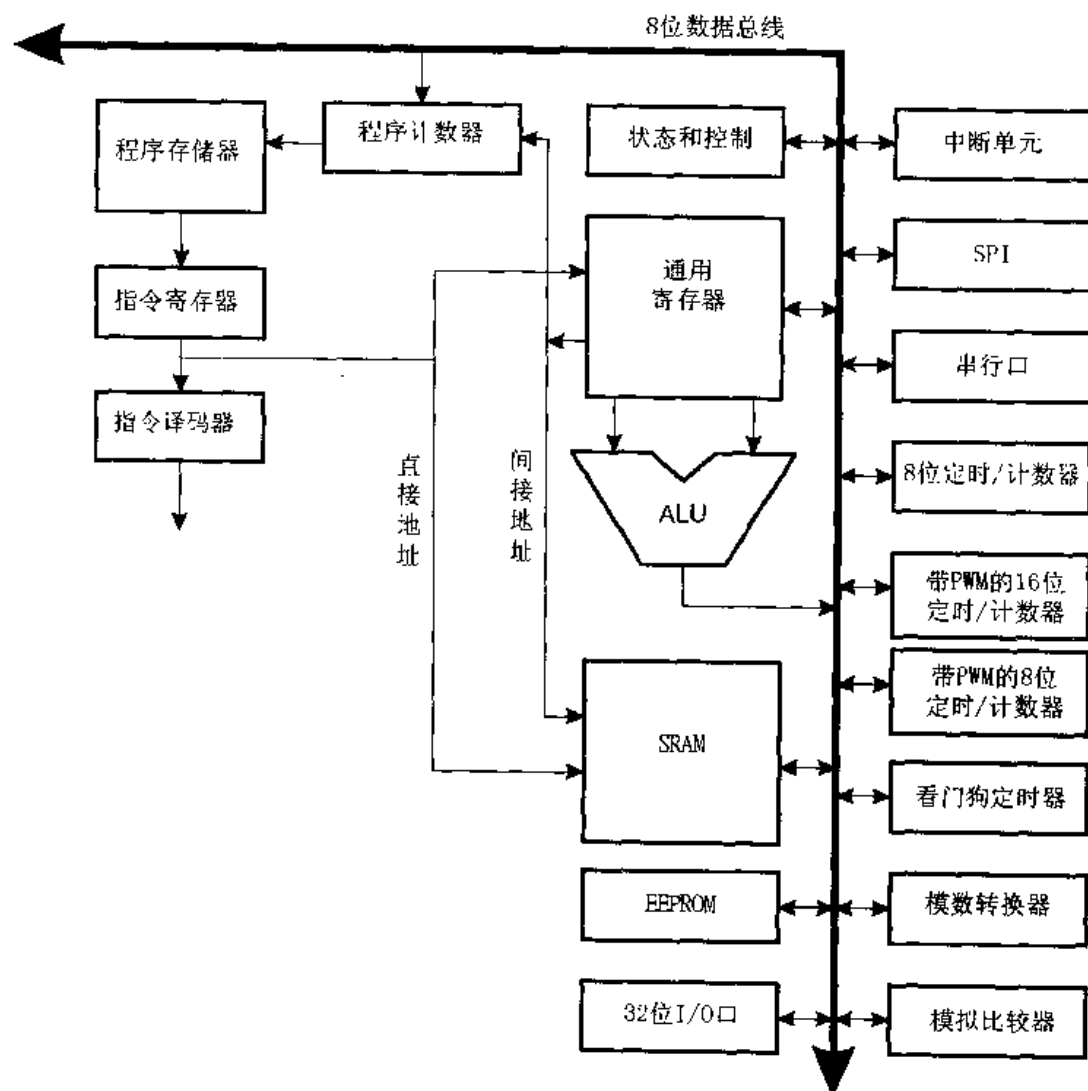 8位数据总线
程序存储器
程序计数器
状态和控制
中断单元
SPI
通用
寄存器
指令寄存器
串行口
指令译码器
直接地址
间接地址
ALU
8位定时/计数器
带PWM的16位
定时/计数器
带PWM的8位
定时/计数器
SRAM
看门狗定时器
EEPROM
模数转换器
32位I/O口
模拟比较器